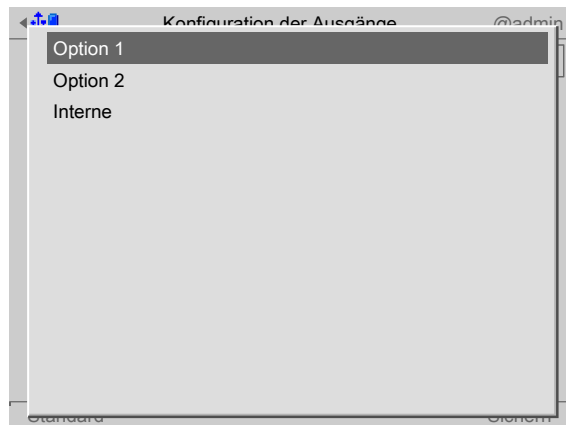 Konfiguration der Ausgänge @admin
Option 1
Option 2
Interne
Standard Sichern